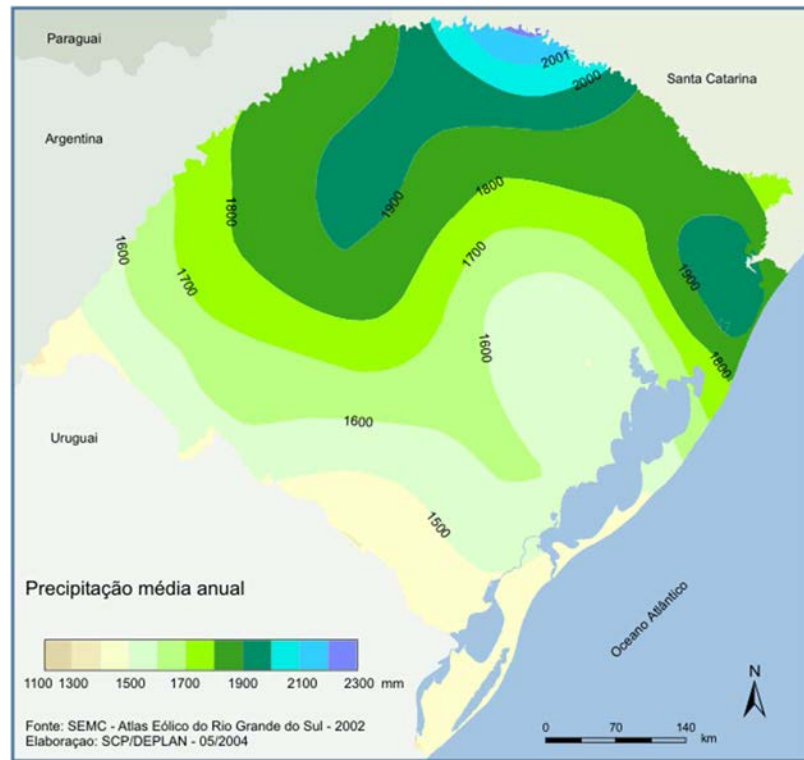 Paraguai
Argentina
Santa Catarina
2001
2000
1900
1800
1800
1700
1700
1600
1900
1800
1600
1600
Uruguai
1500
Oceano Atlântico
Precipitação média anual
1100 1300 1500 1700 1900 2100 2300 mm
Fonte: SEMC - Atlas Eólico do Rio Grande do Sul - 2002
Elaboraçao: SCP/DEPLAN - 05/2004
N
0 70 140
km